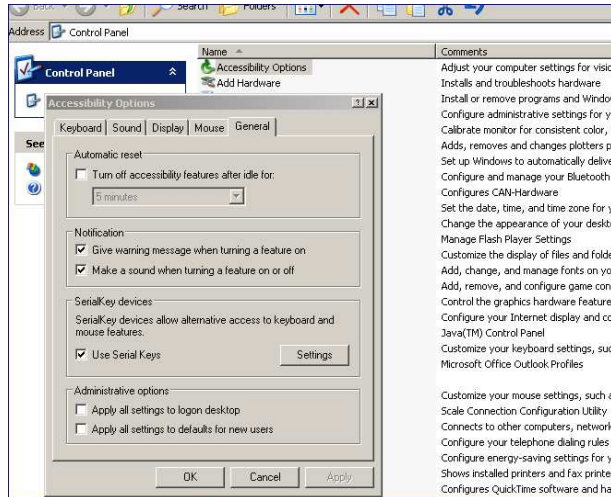 Back
Search
Folders
Address
Control Panel
Control Panel
Name
Comments
Accessibility Options
Adjust your computer settings for visio
Add Hardware
Installs and troubleshoots hardware
Install or remove programs and Windo
Configure administrative settings for y
Calibrate monitor for consistent color,
Adds, removes and changes plotters p
Set up Windows to automatically delive
Configure and manage your Bluetooth
Configures CAN-Hardware
Set the date, time, and time zone for y
Change the appearance of your deskto
Manage Flash Player Settings
Customize the display of files and folde
Add, change, and manage fonts on yo
Add, remove, and configure game con
Control the graphics hardware feature
Configure your Internet display and co
Java(TM) Control Panel
Customize your keyboard settings, suc
Microsoft Office Outlook Profiles
Customize your mouse settings, such a
Scale Connection Configuration Utility
Connects to other computers, network
Configure your telephone dialing rules
Configure energy-saving settings for y
Shows installed printers and fax printe
Configures QuickTime software and ha
See
Accessibility Options
Keyboard Sound Display Mouse General
Automatic reset
Turn off accessibility features after idle for:
5 minutes
Notification
Give warning message when turning a feature on
Make a sound when turning a feature on or off
SerialKey devices
SerialKey devices allow alternative access to keyboard and
mouse features.
Use Serial Keys
Settings
Administrative options
Apply all settings to logon desktop
Apply all settings to defaults for new users
OK Cancel Apply